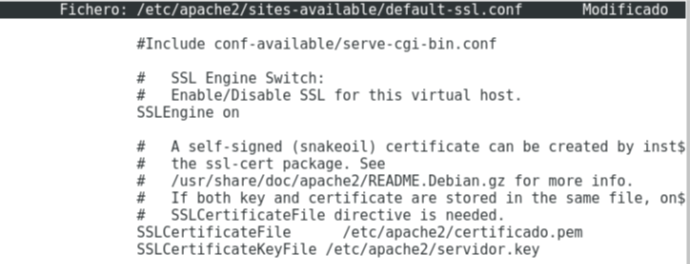 Fichero: /etc/apache2/sites-available/default-ssl.conf Modificado
#Include conf-available/serve-cgi-bin.conf
# SSL Engine Switch:
# Enable/Disable SSL for this virtual host.
SSLEngine on
# A self-signed (snakeoil) certificate can be created by inst$
# the ssl-cert package. See
# /usr/share/doc/apache2/README.Debian.gz for more info.
# If both key and certificate are stored in the same file, on$
# SSLCertificateFile directive is needed.
SSLCertificateFile /etc/apache2/certificado.pem
SSLCertificateKeyFile /etc/apache2/servidor.key